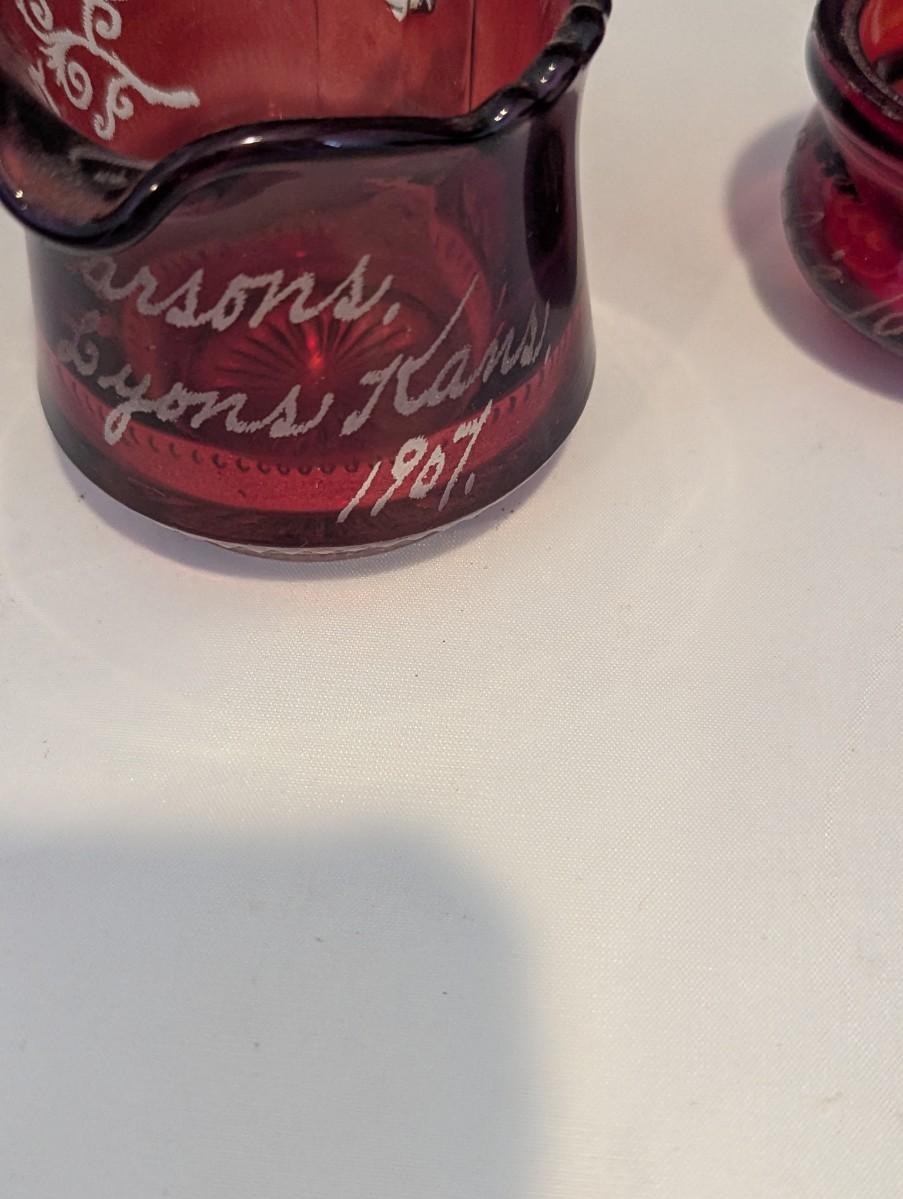 arsons,
Lyons Kans,
1907.